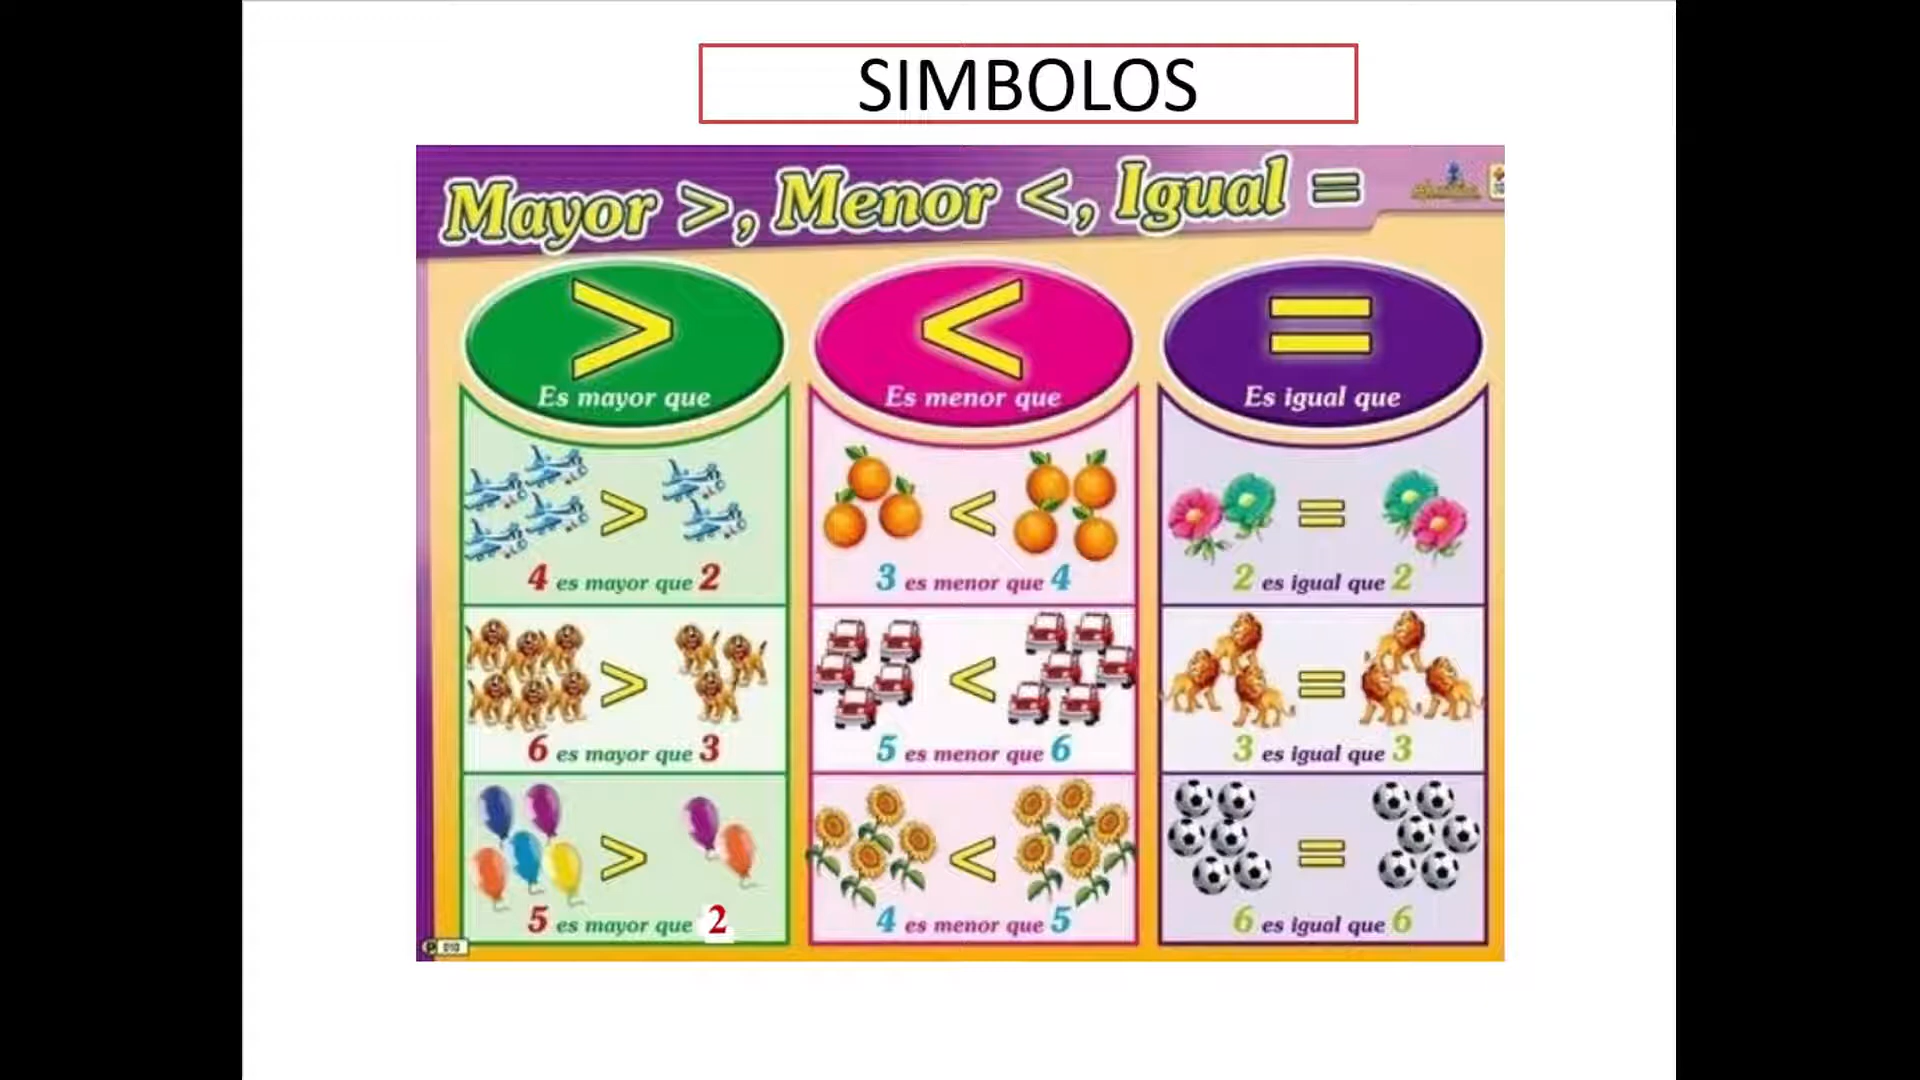 SIMBOLOS
Mayor >, Menor <, Igual =
>
Es mayor que
<
Es menor que
=
Es igual que
>
4 es mayor que 2
<
3 es menor que 4
=
2 es igual que 2
>
6 es mayor que 3
<
5 es menor que 6
=
3 es igual que 3
>
5 es mayor que 2
<
4 es menor que 5
=
6 es igual que 6